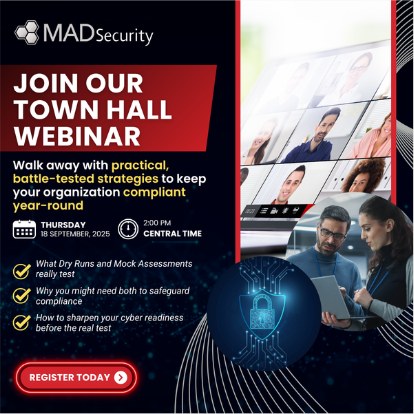 MADSecurity
JOIN OUR
TOWN HALL
WEBINAR
Walk away with practical,
battle-tested strategies to keep
your organization compliant
year-round
THURSDAY
18 SEPTEMBER, 2025
2:00 PM
CENTRAL TIME
What Dry Runs and Mock Assessments
really test
Why you might need both to safeguard
compliance
How to sharpen your cyber readiness
before the real test
REGISTER TODAY